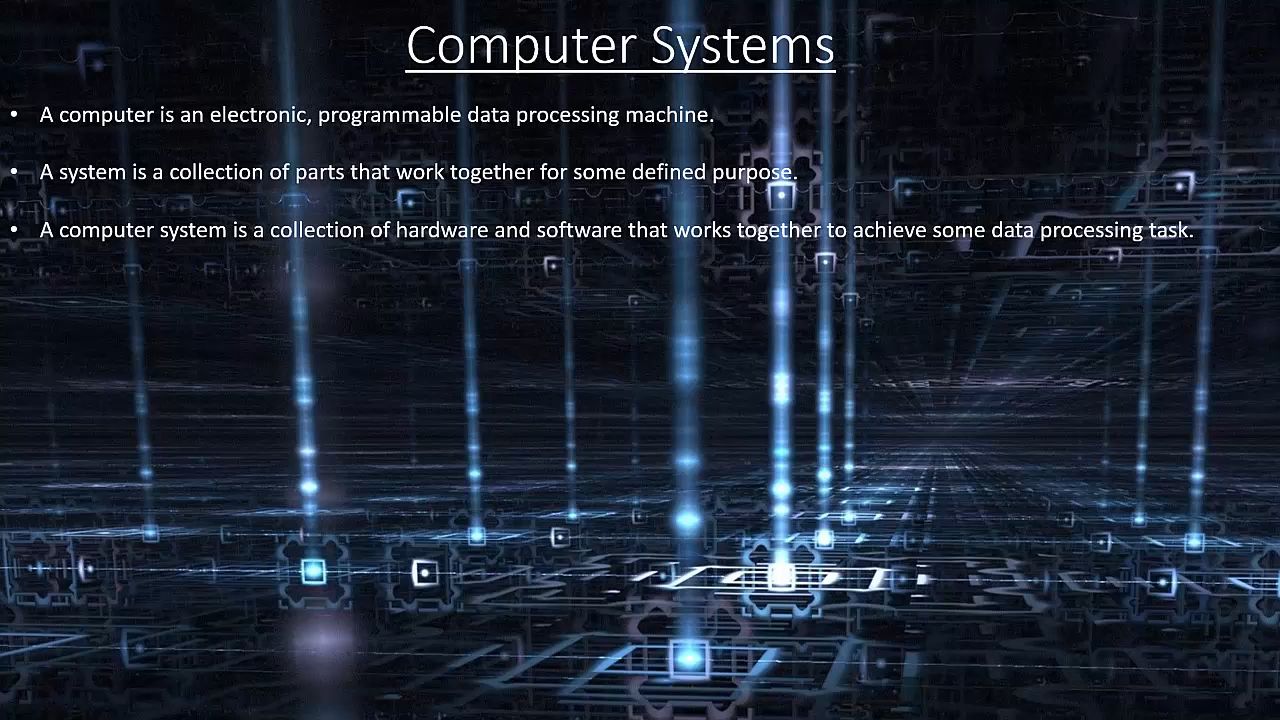 Computer Systems
• A computer is an electronic, programmable data processing machine.
• A system is a collection of parts that work together for some defined purpose.
• A computer system is a collection of hardware and software that works together to achieve some data processing task.